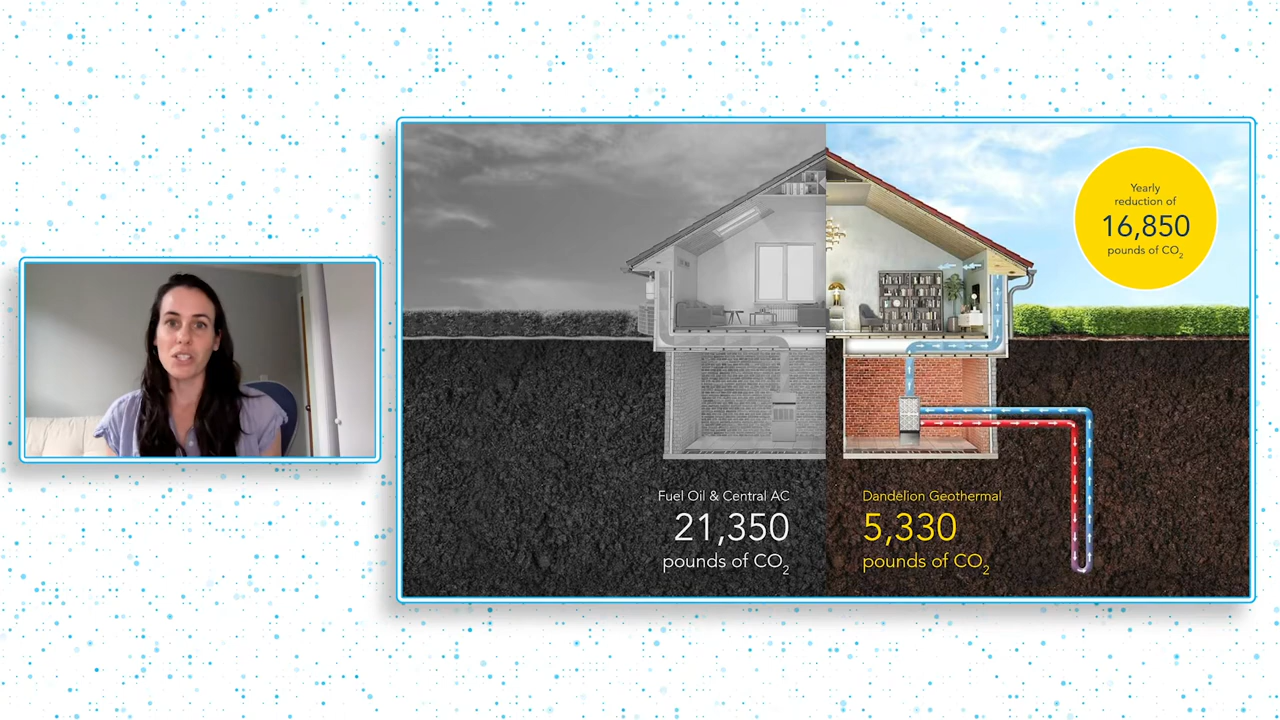 Yearly
reduction of
16,850
pounds of CO2
Fuel Oil & Central AC
21,350
pounds of CO2
Dandelion Geothermal
5,330
pounds of CO2